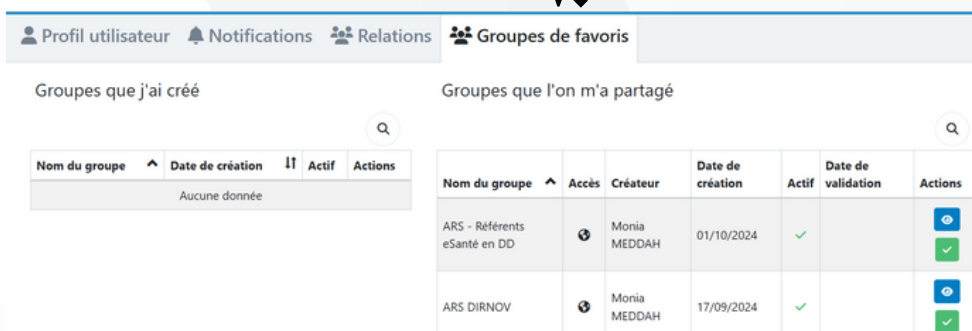 Profil utilisateur Notifications Relations Groupes de favoris
Groupes que j'ai créé
Nom du groupe Date de création Actif Actions
Aucune donnée
Groupes que l'on m'a partagé
Nom du groupe Accès Créateur Date de création Actif Date de validation Actions
ARS - Référents
eSanté en DD
Monia
MEDDAH
01/10/2024
ARS DIRNOV
Monia
MEDDAH
17/09/2024